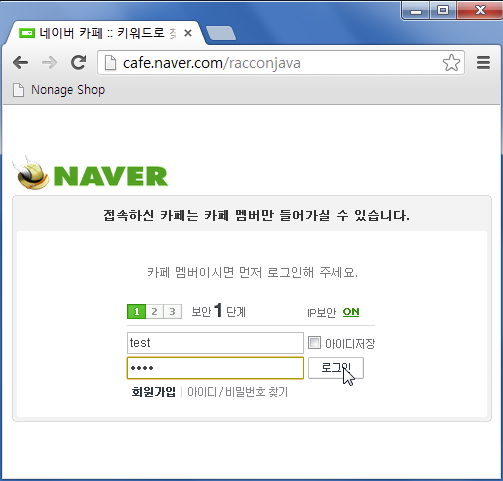 네이버 카페 :: 키워드로
cafe.naver.com/racconjava
Nonage Shop
NAVER
접속하신 카페는 카페 멤버만 들어가실 수 있습니다.
카페 멤버이시면 먼저 로그인해 주세요.
1 2 3 보안 1 단계 IP보안 ON
test 아이디저장
•••• 로그인
회원가입 | 아이디/비밀번호 찾기